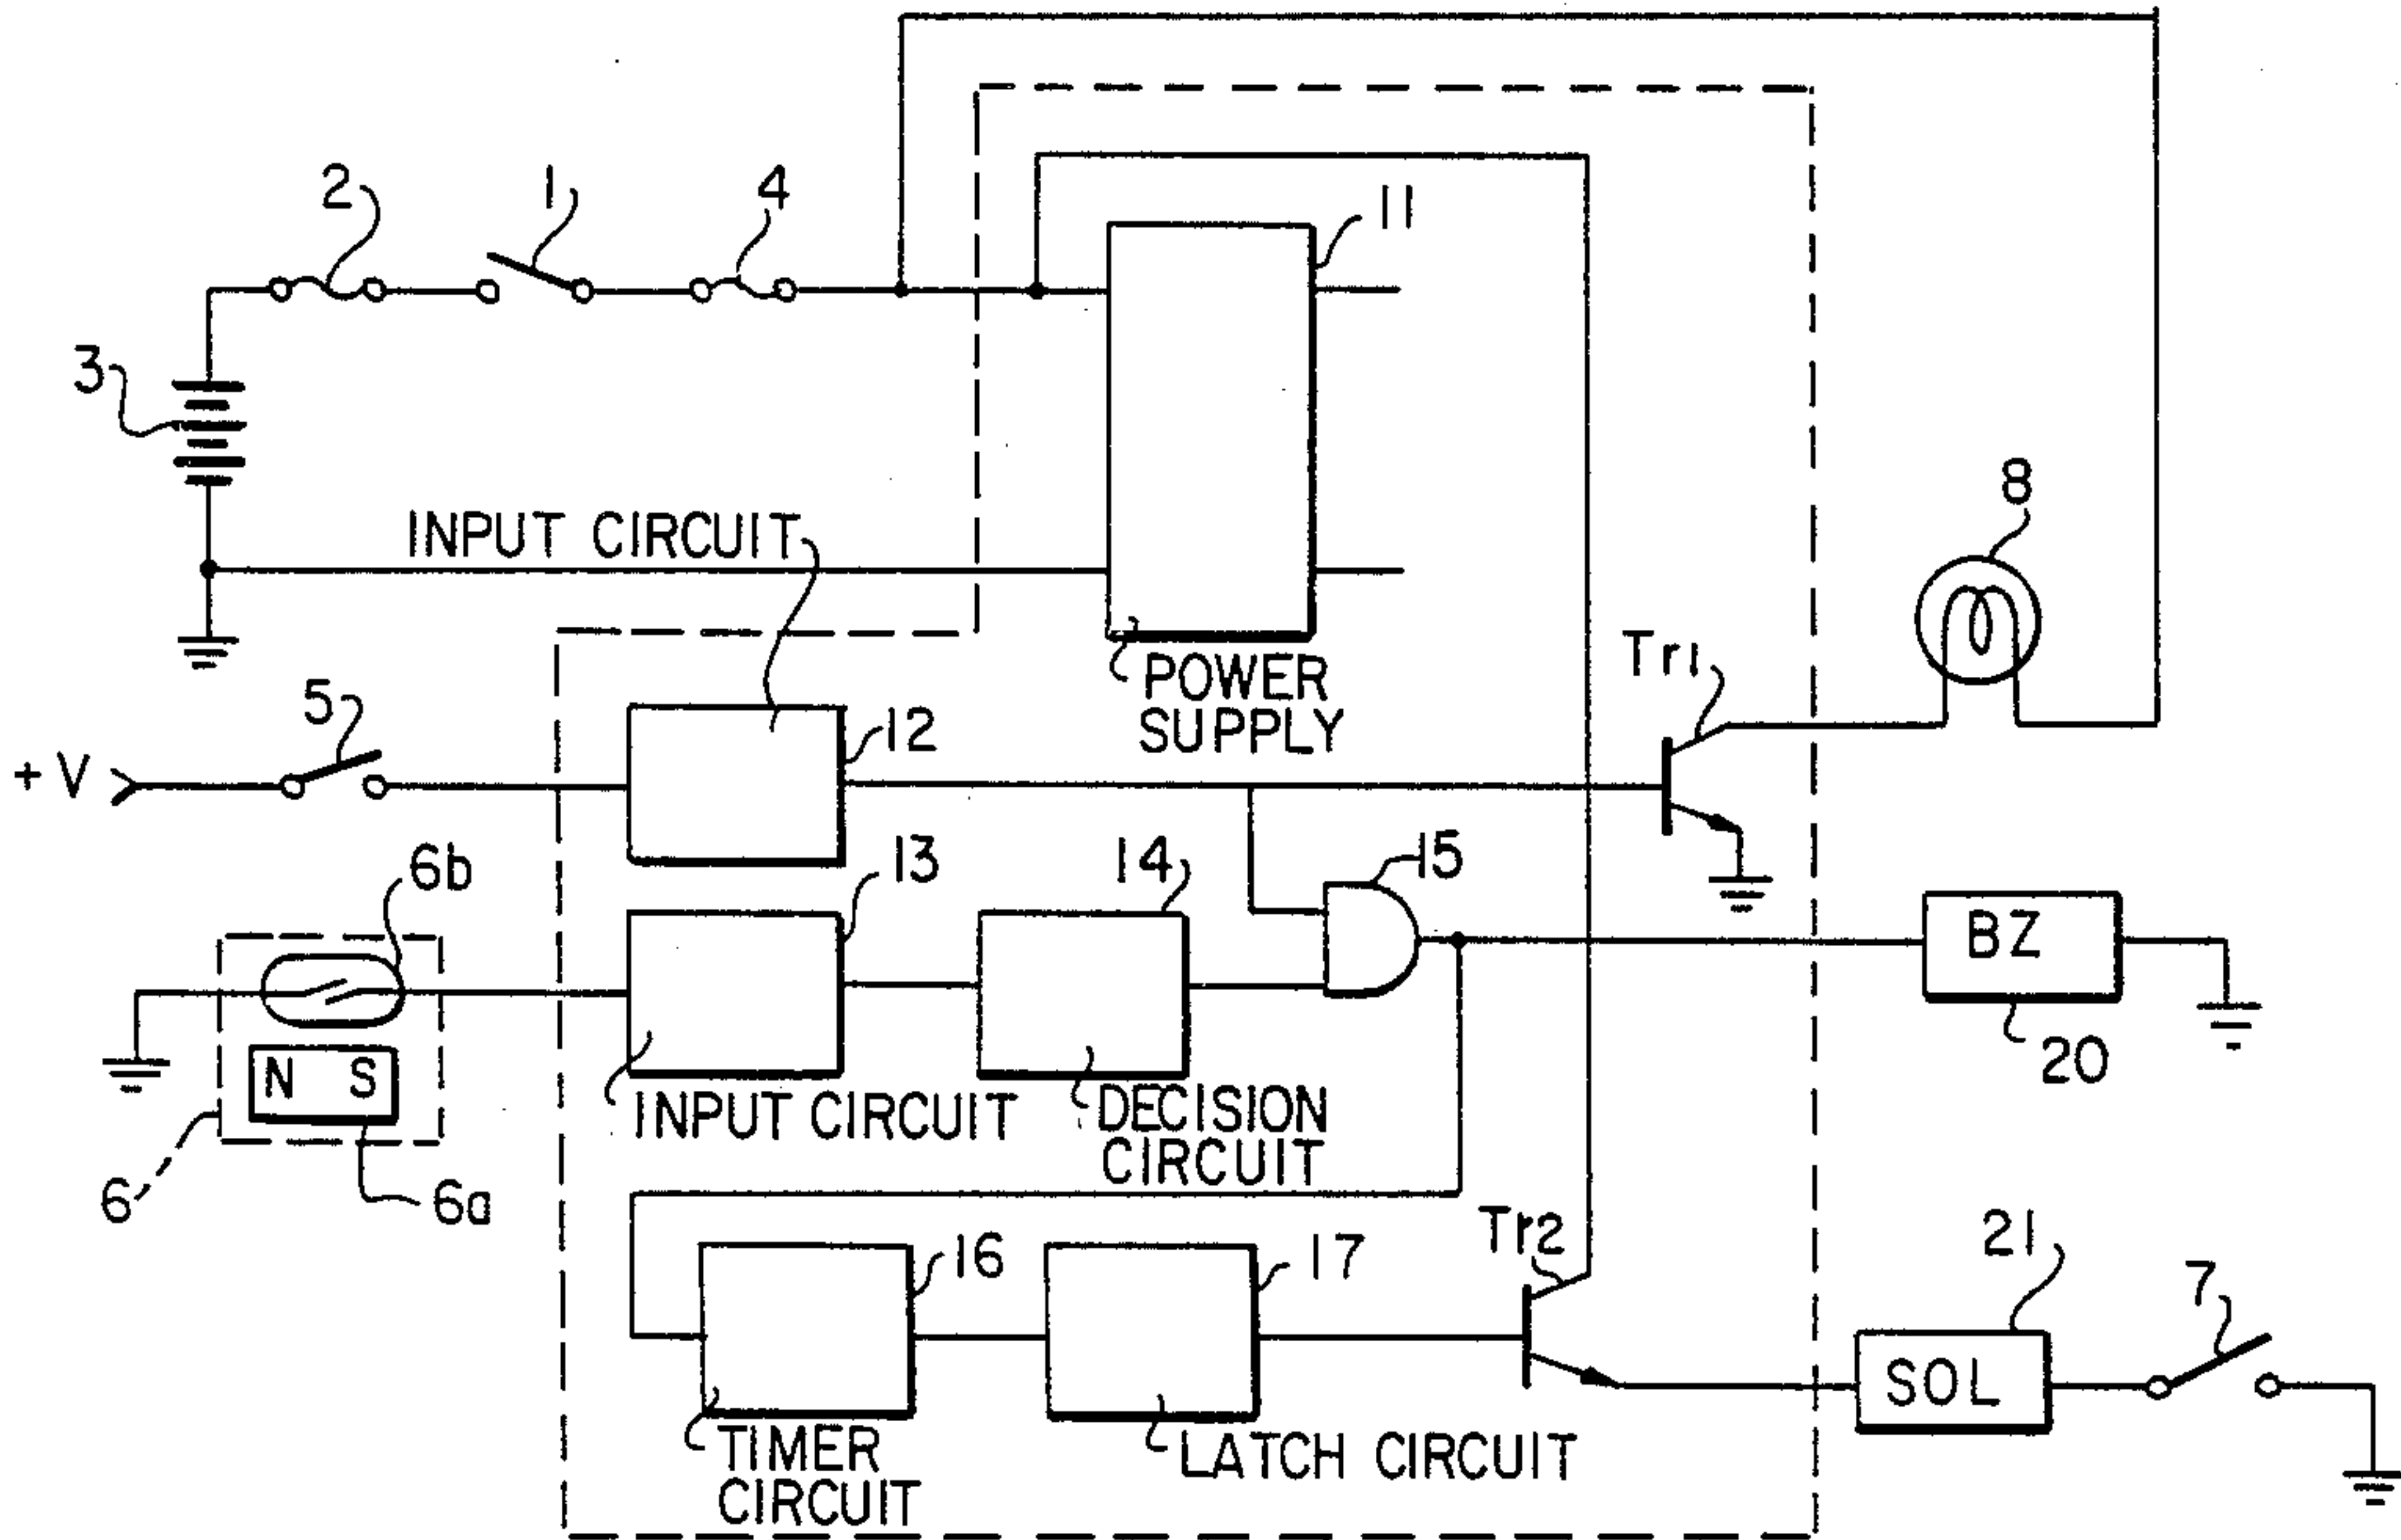 2
1
4
11
3
INPUT CIRCUIT
8
POWER
SUPPLY
Tr1
5
12
+ V
6b
13
14
15
BZ
20
N S
INPUT CIRCUIT
DECISION
CIRCUIT
6
6a
16
17
Tr2
21
7
SOL
TIMER
CIRCUIT
LATCH CIRCUIT